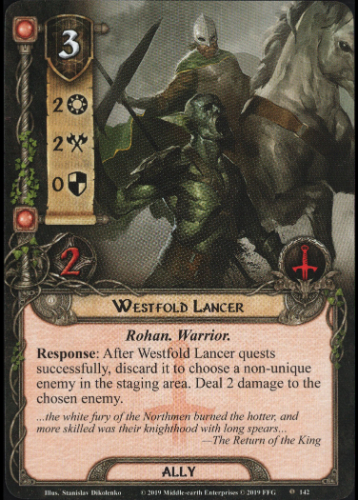 3
2
2
0
2
Westfold Lancer
Rohan. Warrior.
Response: After Westfold Lancer quests
successfully, discard it to choose a non-unique
enemy in the staging area. Deal 2 damage to the
chosen enemy.
...the white fury of the Northmen burned the hotter, and
more skilled was their knighthood with long spears...
—The Return of the King
ALLY
Illus. Stanislav Dikolenko © 2019 Middle-earth Enterprises © 2019 FFG 142